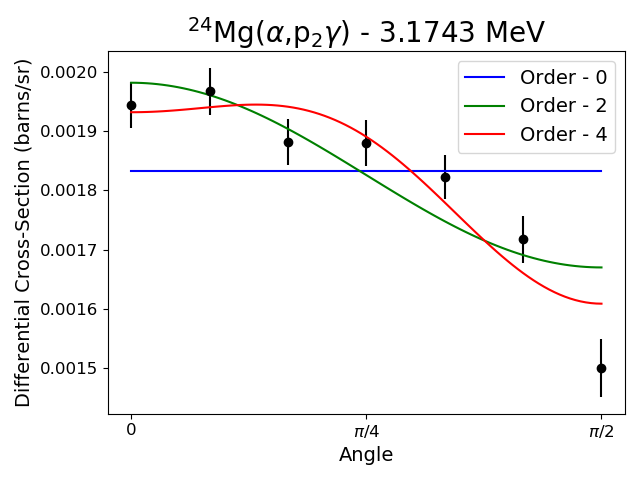 ²⁴Mg(α,p₂γ) - 3.1743 MeV
Differential Cross-Section (barns/sr)
0.0020
0.0019
0.0018
0.0017
0.0016
0.0015
Order - 0
Order - 2
Order - 4
0
π/4
π/2
Angle